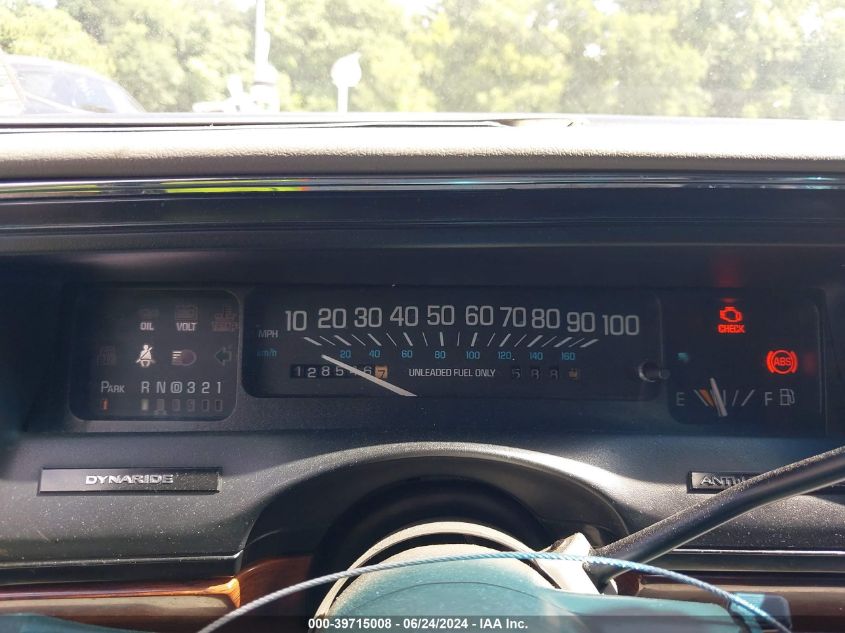 OIL VOLT
PARK R N D 3 2 1
MPH 10 20 30 40 50 60 70 80 90 100
km/h 20 40 60 80 100 120 140 160
128546 7 UNLEADED FUEL ONLY
CHECK
ABS
E F
DYNARIDE
000-39715008 - 06/24/2024 - IAA Inc.